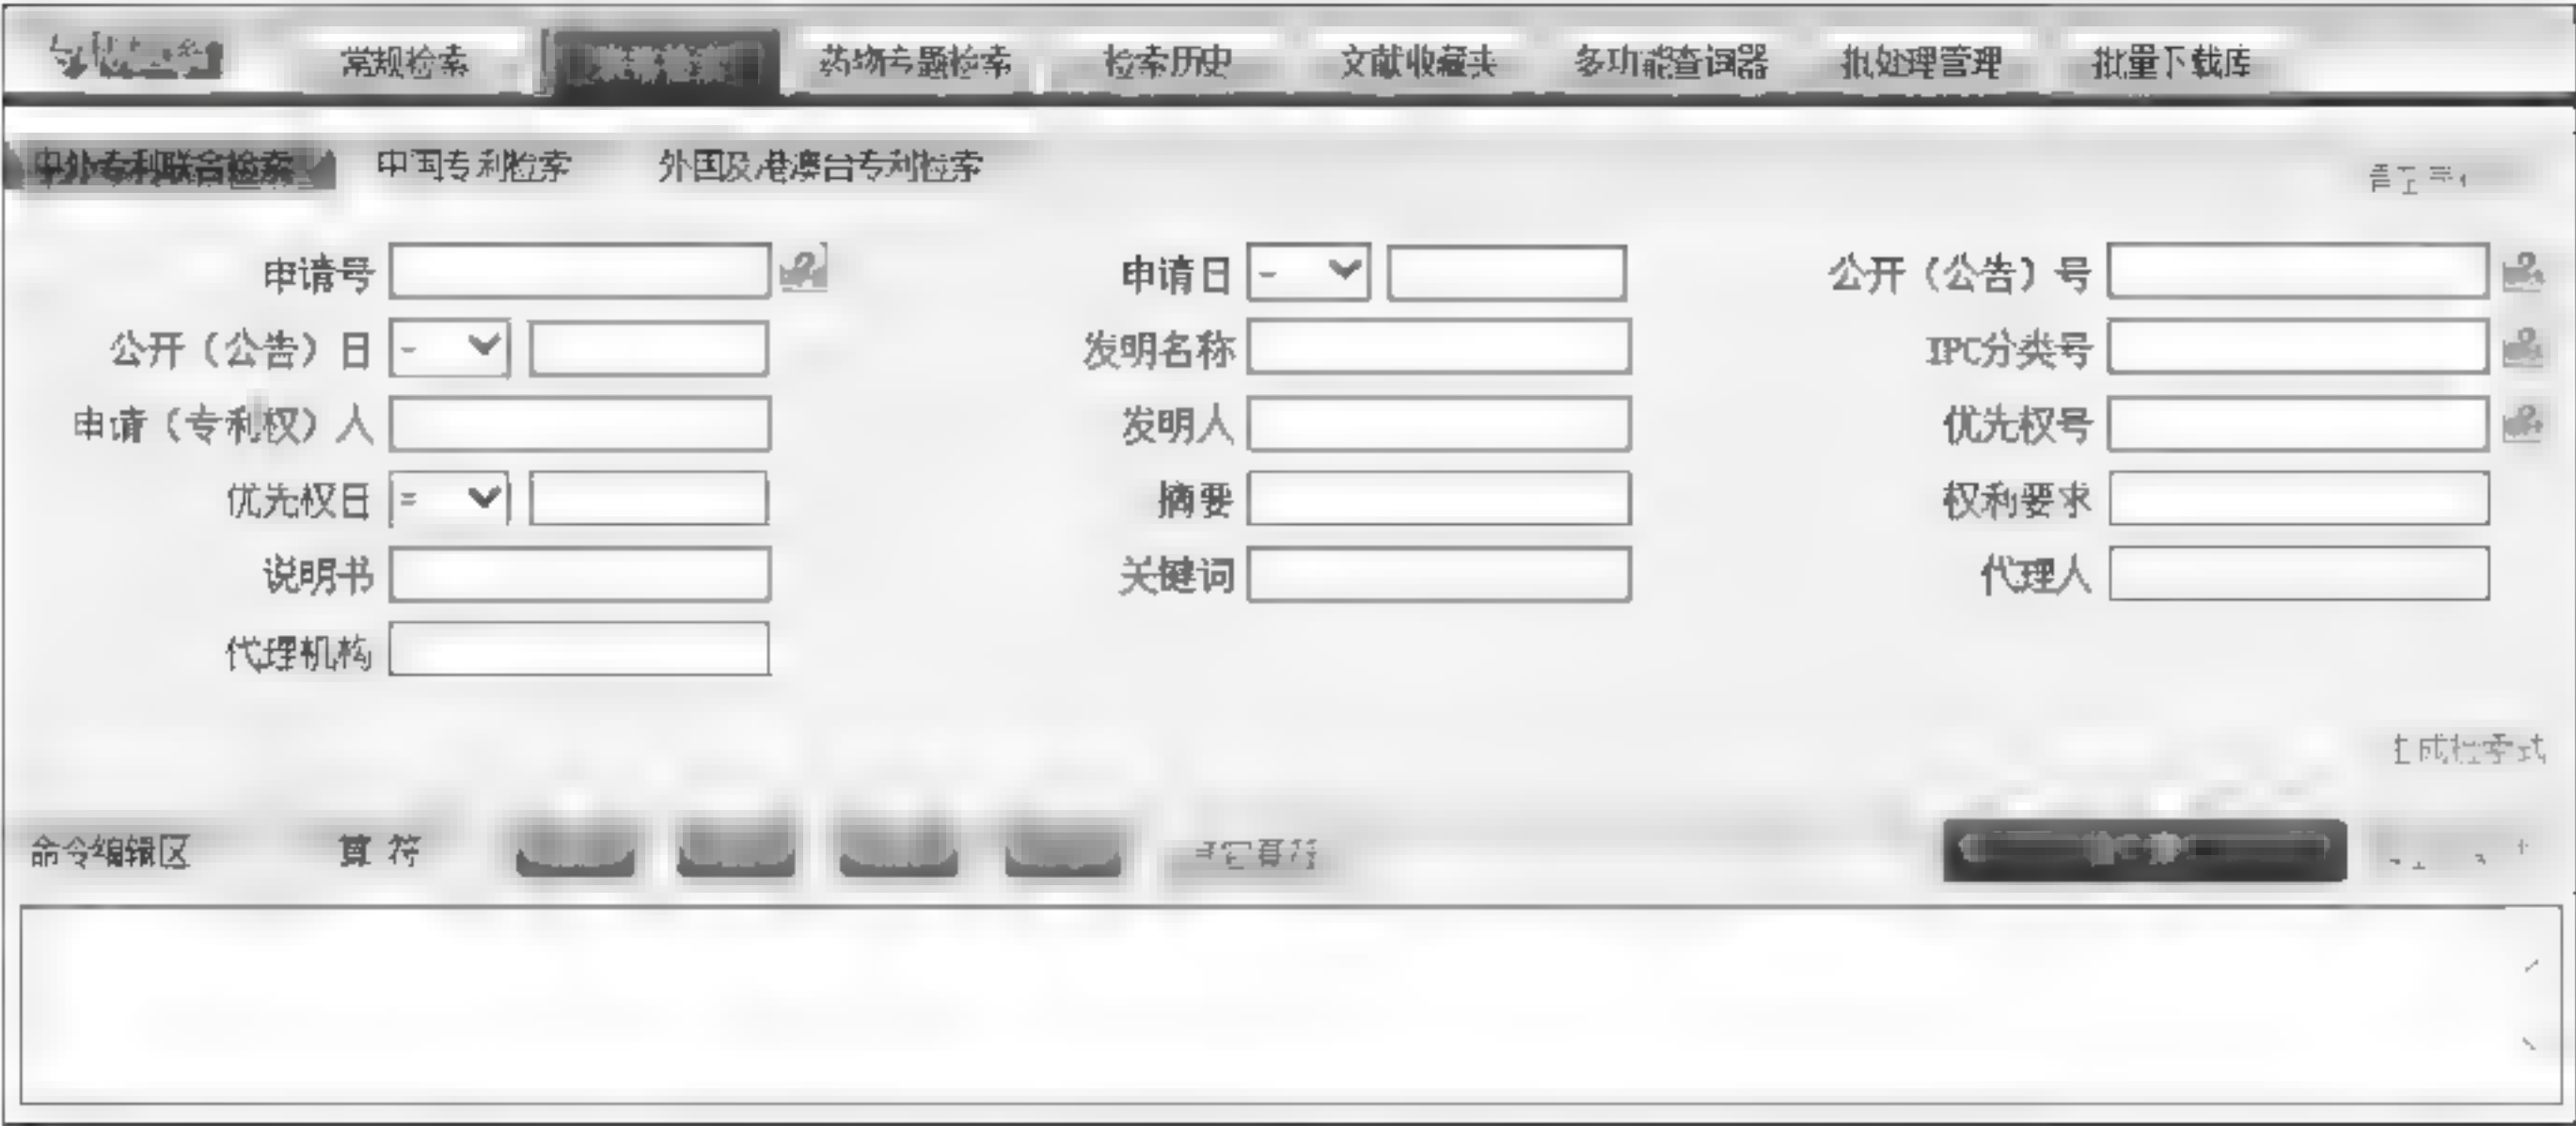 常规检索 药物专题检索 检索历史 文献收藏夹 多功能查询器 批处理管理 批量下载库
中外专利联合检索 中国专利检索 外国及港澳台专利检索
申请号 申请日 公开（公告）号
公开（公告）日 发明名称 IPC分类号
申请（专利权）人 发明人 优先权号
优先权日 = 摘要 权利要求
说明书 关键词 代理人
代理机构
生成检索式
命令编辑区 算符